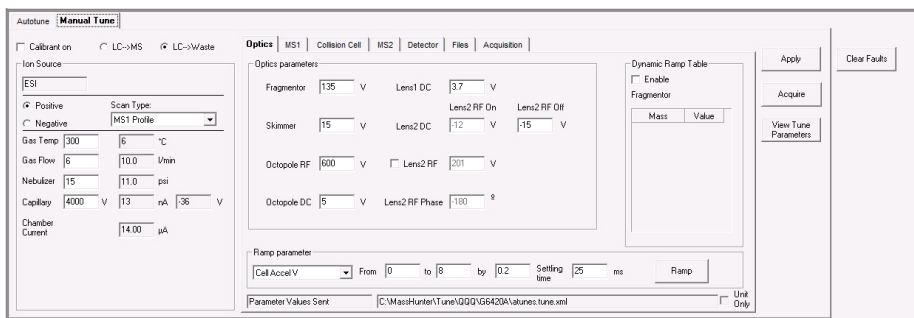 Autotune Manual Tune
Calibrant on LC-->MS LC-->Waste
Optics MS1 Collision Cell MS2 Detector Files Acquisition
Apply Clear Faults
Acquire
View Tune
Parameters
Ion Source
ESI
Positive Scan Type:
Negative MS1 Profile
Gas Temp 300 6 °C
Gas Flow 6 10.0 l/min
Nebulizer 15 11.0 psi
Capillary 4000 V 13 nA -36 V
Chamber
Current 14.00 µA
Optics parameters
Fragmentor 135 V Lens1 DC 3.7 V
Lens2 RF On Lens2 RF Off
Skimmer 15 V Lens2 DC -12 V -15 V
Octopole RF 600 V Lens2 RF 201 V
Octopole DC 5 V Lens2 RF Phase -180 º
Dynamic Ramp Table
Enable
Fragmentor
Mass Value
Ramp parameter
Cell Accel V From 0 to 8 by 0.2 Settling
time 25 ms Ramp
Parameter Values Sent C:\MassHunter\Tune\QQQ\G6420A\atunes.tune.xml Unit
Only